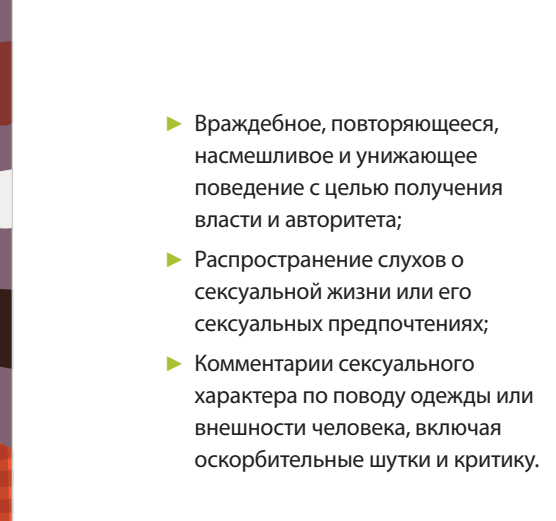 ► Враждебное, повторяющееся,
насмешливое и унижающее
поведение с целью получения
власти и авторитета;
► Распространение слухов о
сексуальной жизни или его
сексуальных предпочтениях;
► Комментарии сексуального
характера по поводу одежды или
внешности человека, включая
оскорбительные шутки и критику.